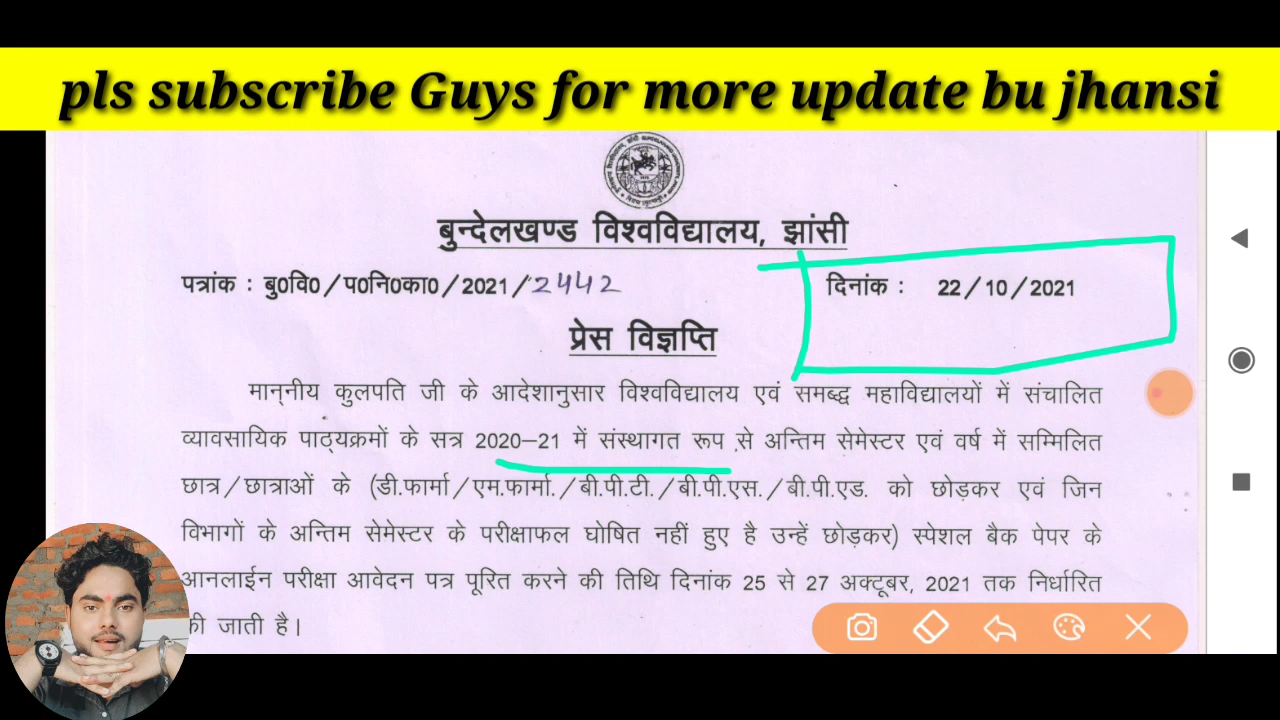 pls subscribe Guys for more update bu jhansi
बुन्देलखण्ड विश्वविद्यालय, झांसी
पत्रांक : बु0वि0/प0नि0का0/2021/2442 दिनांक : 22/10/2021
प्रेस विज्ञप्ति
मान्नीय कुलपति जी के आदेशानुसार विश्वविद्यालय एवं समब्द्ध महाविद्यालयों में संचालित
व्यावसायिक पाठ्यक्रमों के सत्र 2020–21 में संस्थागत रूप से अन्तिम सेमेस्टर एवं वर्ष में सम्मिलित
छात्र/छात्राओं के (डी.फार्मा/एम.फार्मा./बी.पी.टी./बी.पी.एस./बी.पी.एड. को छोड़कर एवं जिन
विभागों के अन्तिम सेमेस्टर के परीक्षाफल घोषित नहीं हुए है उन्हें छोड़कर) स्पेशल बैक पेपर के
आनलाईन परीक्षा आवेदन पत्र पूरित करने की तिथि दिनांक 25 से 27 अक्टूबर, 2021 तक निर्धारित
की जाती है।